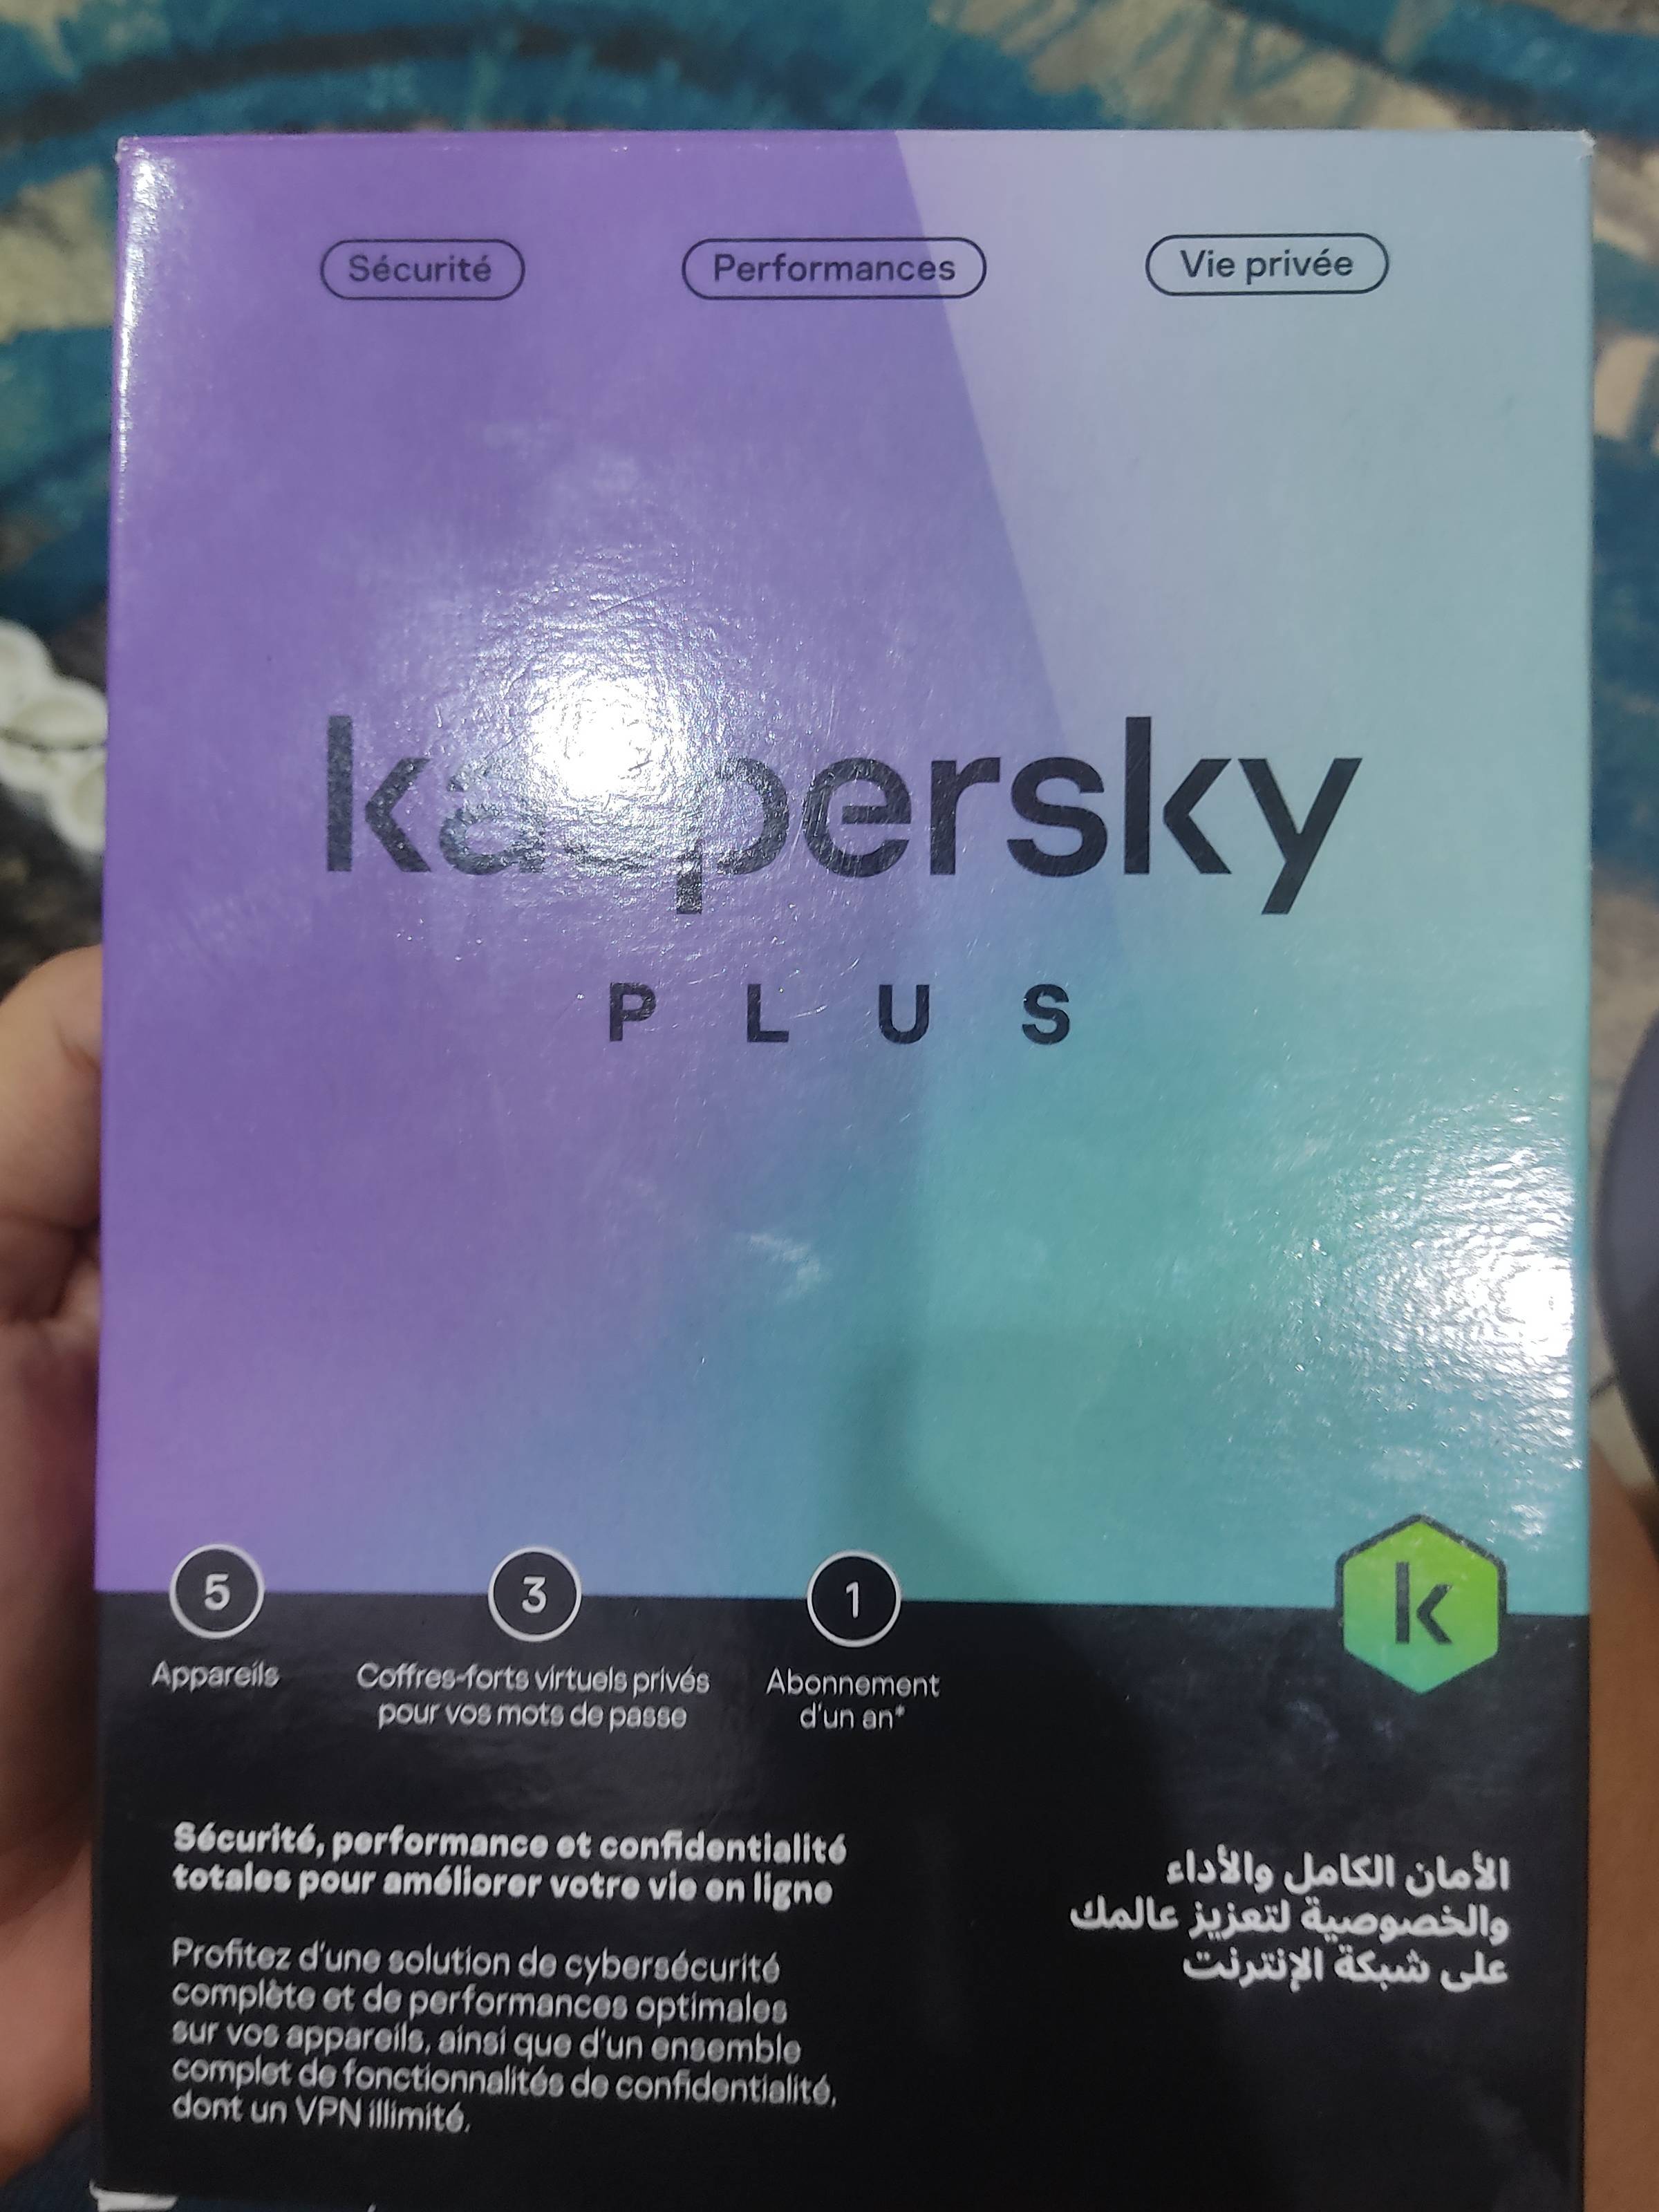 Sécurité
Performances
Vie privée
kaspersky
PLUS
5
Appareils
3
Coffres-forts virtuels privés
pour vos mots de passe
1
Abonnement
d'un an*
k
Sécurité, performance et confidentialité
totales pour améliorer votre vie en ligne
Profitez d'une solution de cybersécurité
complète et de performances optimales
sur vos appareils, ainsi que d'un ensemble
complet de fonctionnalités de confidentialité,
dont un VPN illimité.
الأمان الكامل والأداء
والخصوصية لتعزيز عالمك
على شبكة الإنترنت